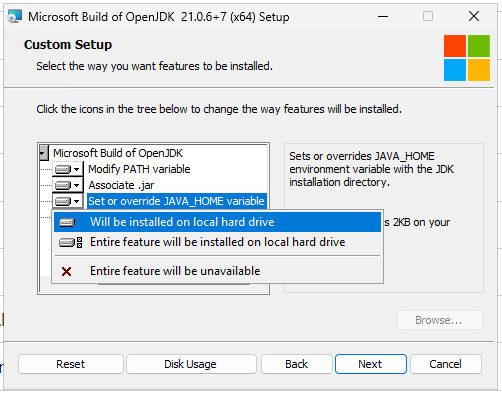 Microsoft Build of OpenJDK 21.0.6+7 (x64) Setup
Custom Setup
Select the way you want features to be installed.
Click the icons in the tree below to change the way features will be installed.
Microsoft Build of OpenJDK
Modify PATH variable
Associate .jar
Set or override JAVA_HOME variable
Will be installed on local hard drive
Entire feature will be installed on local hard drive
Entire feature will be unavailable
Sets or overrides JAVA_HOME
environment variable with the JDK
installation directory.
s 2KB on your
Browse...
Reset
Disk Usage
Back
Next
Cancel